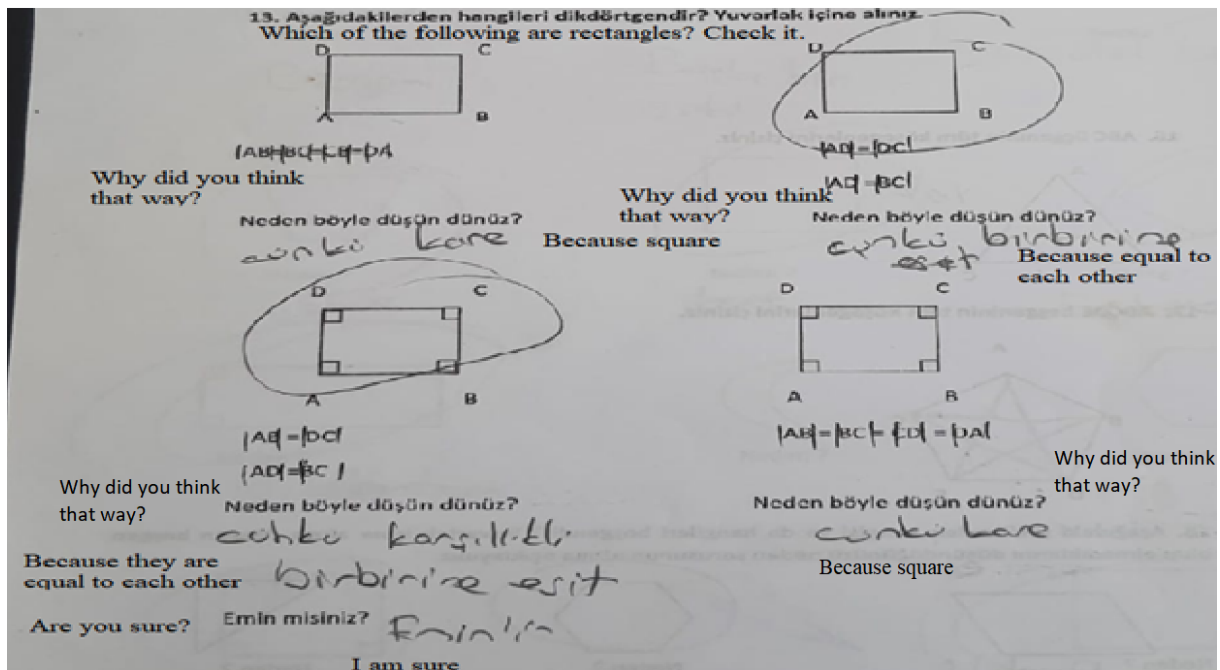 13. Aşağıdakilerden hangileri dikdörtgendir? Yuvarlak içine alınız
Which of the following are rectangles? Check it.
D C
A B
|AB|=|BC|=|CD|=|DA|
Why did you think
that way?
Neden böyle düşün dünüz?
çünkü kare
Because square
D C
A B
|AD|=|DC|
|AD|=|BC|
Why did you think
that way?
Neden böyle düşün dünüz?
çünkü birbirine
eşit
Because equal to
each other
D C
A B
|AB|=|DC|
|AD|=|BC|
Why did you think
that way?
Neden böyle düşün dünüz?
çünkü karşılıklı
birbirine eşit
Because they are
equal to each other
Are you sure?
Emin misiniz?
Eminim
I am sure
D C
A B
|AB|=|BC|=|CD|=|DA|
Why did you think
that way?
Neden böyle düşün dünüz?
çünkü kare
Because square